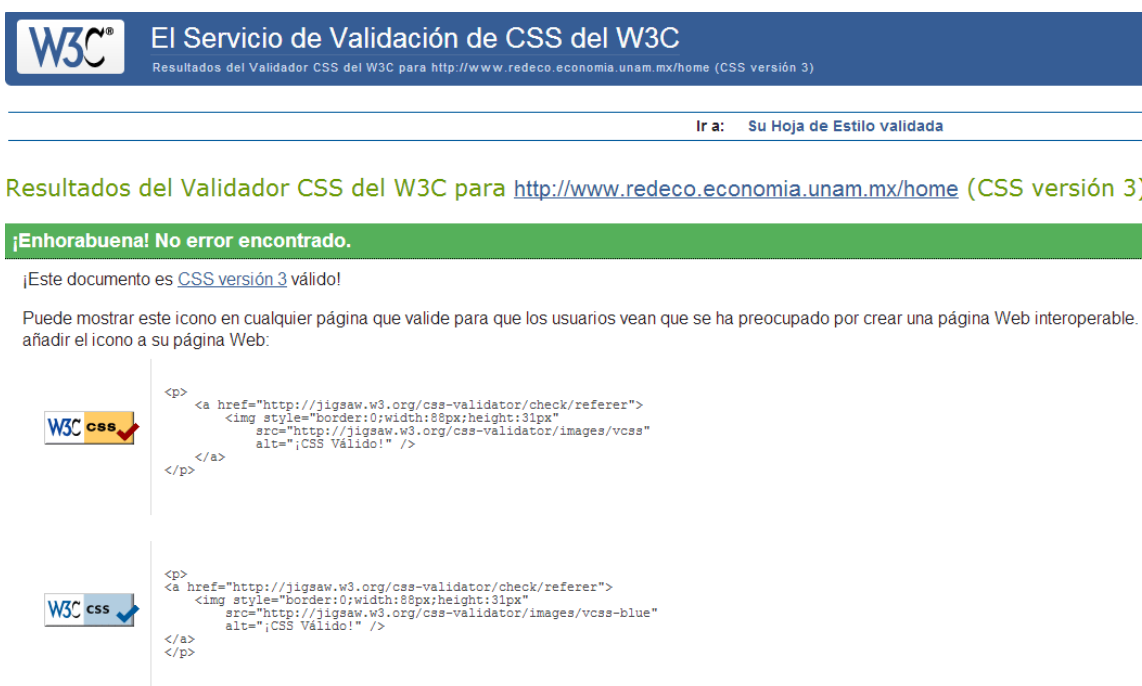 W3C®
El Servicio de Validación de CSS del W3C
Resultados del Validador CSS del W3C para http://www.redeco.economia.unam.mx/home (CSS versión 3)
Ir a: Su Hoja de Estilo validada
Resultados del Validador CSS del W3C para http://www.redeco.economia.unam.mx/home (CSS versión 3)
¡Enhorabuena! No error encontrado.
¡Este documento es CSS versión 3 válido!
Puede mostrar este icono en cualquier página que valide para que los usuarios vean que se ha preocupado por crear una página Web interoperable.
añadir el icono a su página Web:
W3C css
<p>
<a href="http://jigsaw.w3.org/css-validator/check/referer">
<img style="border:0;width:88px;height:31px"
src="http://jigsaw.w3.org/css-validator/images/vcss"
alt="¡CSS Válido!" />
</a>
</p>
W3C css
<p>
<a href="http://jigsaw.w3.org/css-validator/check/referer">
<img style="border:0;width:88px;height:31px"
src="http://jigsaw.w3.org/css-validator/images/vcss-blue"
alt="¡CSS Válido!" />
</a>
</p>